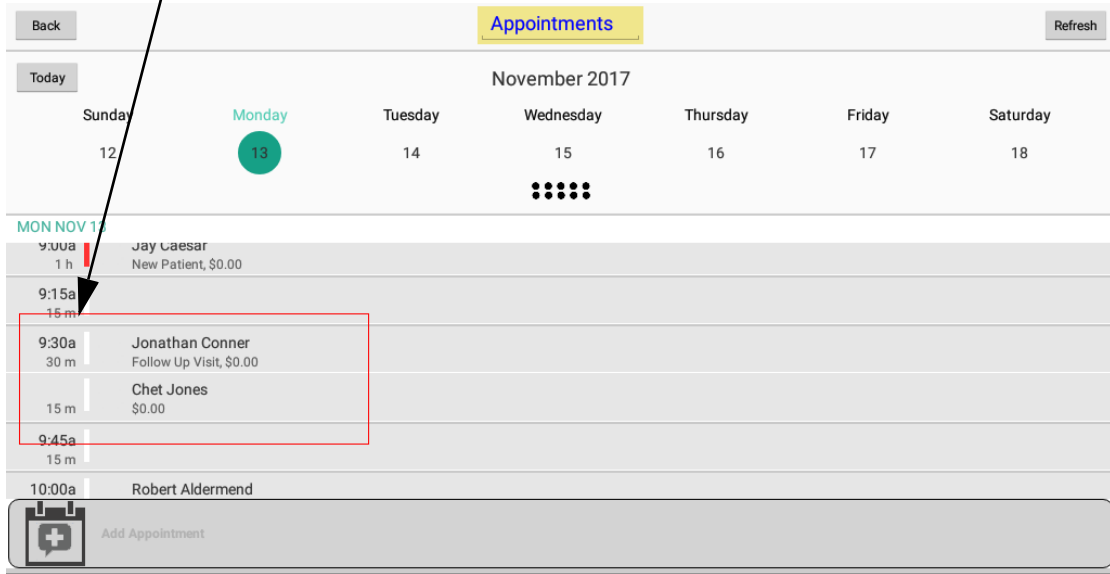 Back Appointments Refresh
Today November 2017
Sunday Monday Tuesday Wednesday Thursday Friday Saturday
12 13 14 15 16 17 18
MON NOV 13
9:00a Jay Caesar
1 h New Patient, $0.00
9:15a
15 m
9:30a Jonathan Conner
30 m Follow Up Visit, $0.00
Chet Jones
15 m $0.00
9:45a
15 m
10:00a Robert Aldermend
Add Appointment